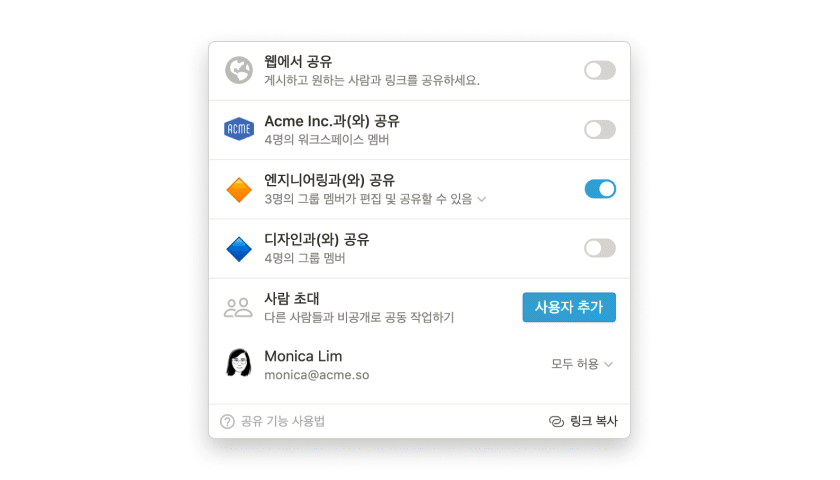 웹에서 공유
게시하고 원하는 사람과 링크를 공유하세요.
ACME
Acme Inc.과(와) 공유
4명의 워크스페이스 멤버
엔지니어링과(와) 공유
3명의 그룹 멤버가 편집 및 공유할 수 있음
디자인과(와) 공유
4명의 그룹 멤버
사람 초대
다른 사람들과 비공개로 공동 작업하기
사용자 추가
Monica Lim
monica@acme.so
모두 허용
? 공유 기능 사용법
링크 복사